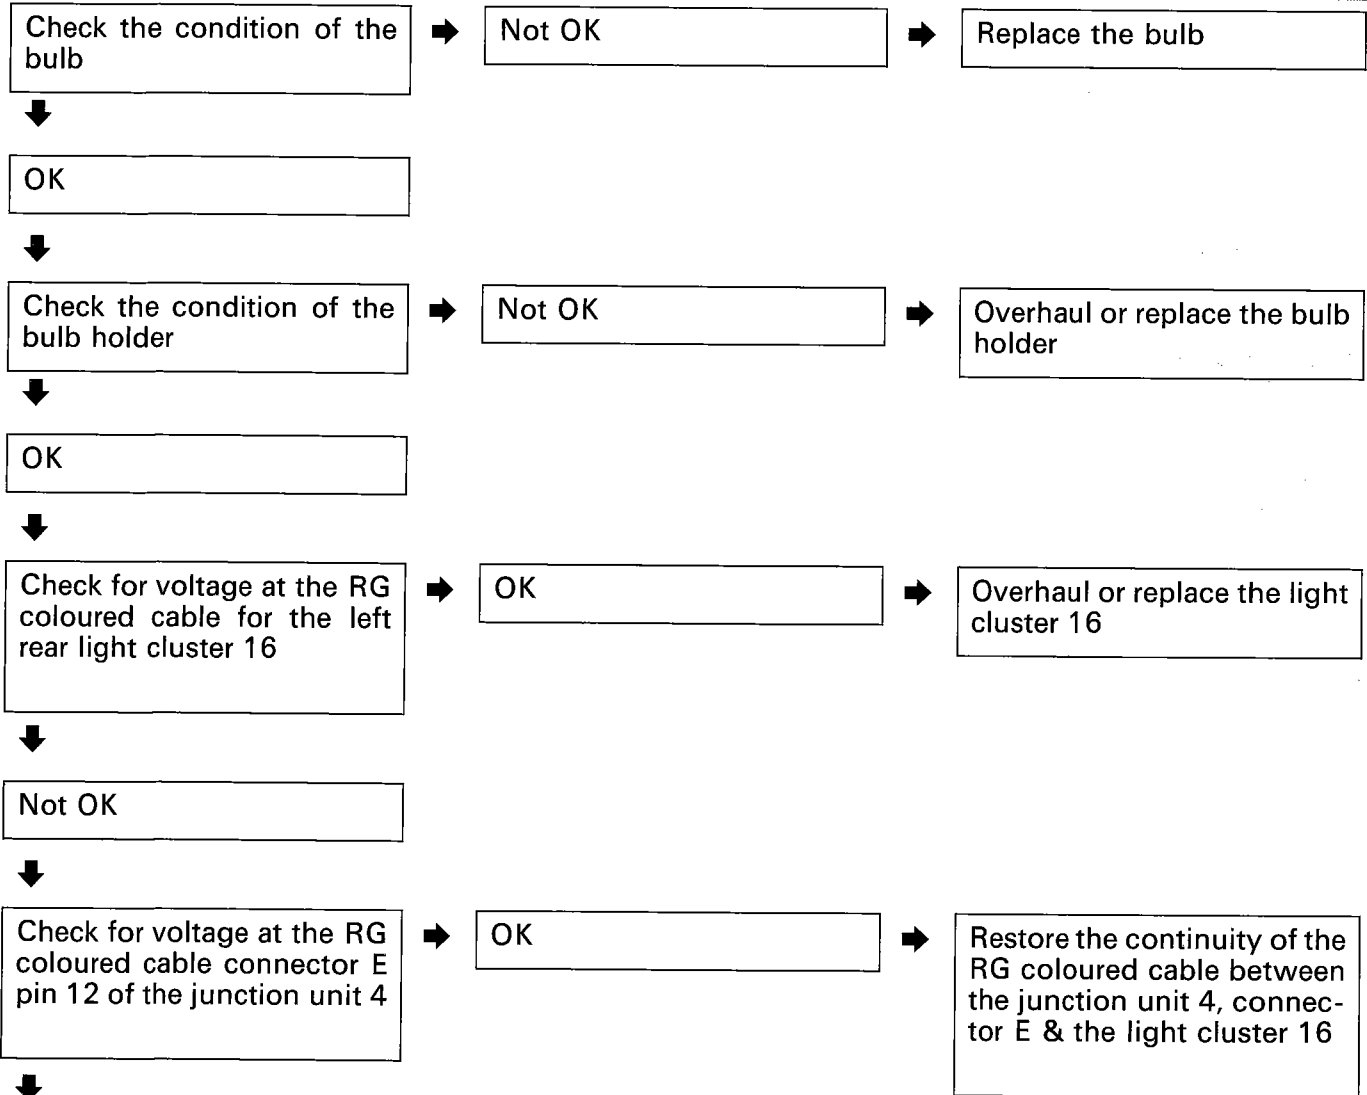 Check the condition of the
bulb
Not OK
Replace the bulb
OK
Check the condition of the
bulb holder
Not OK
Overhaul or replace the bulb
holder
OK
Check for voltage at the RG
coloured cable for the left
rear light cluster 16
OK
Overhaul or replace the light
cluster 16
Not OK
Check for voltage at the RG
coloured cable connector E
pin 12 of the junction unit 4
OK
Restore the continuity of the
RG coloured cable between
the junction unit 4, connec-
tor E & the light cluster 16